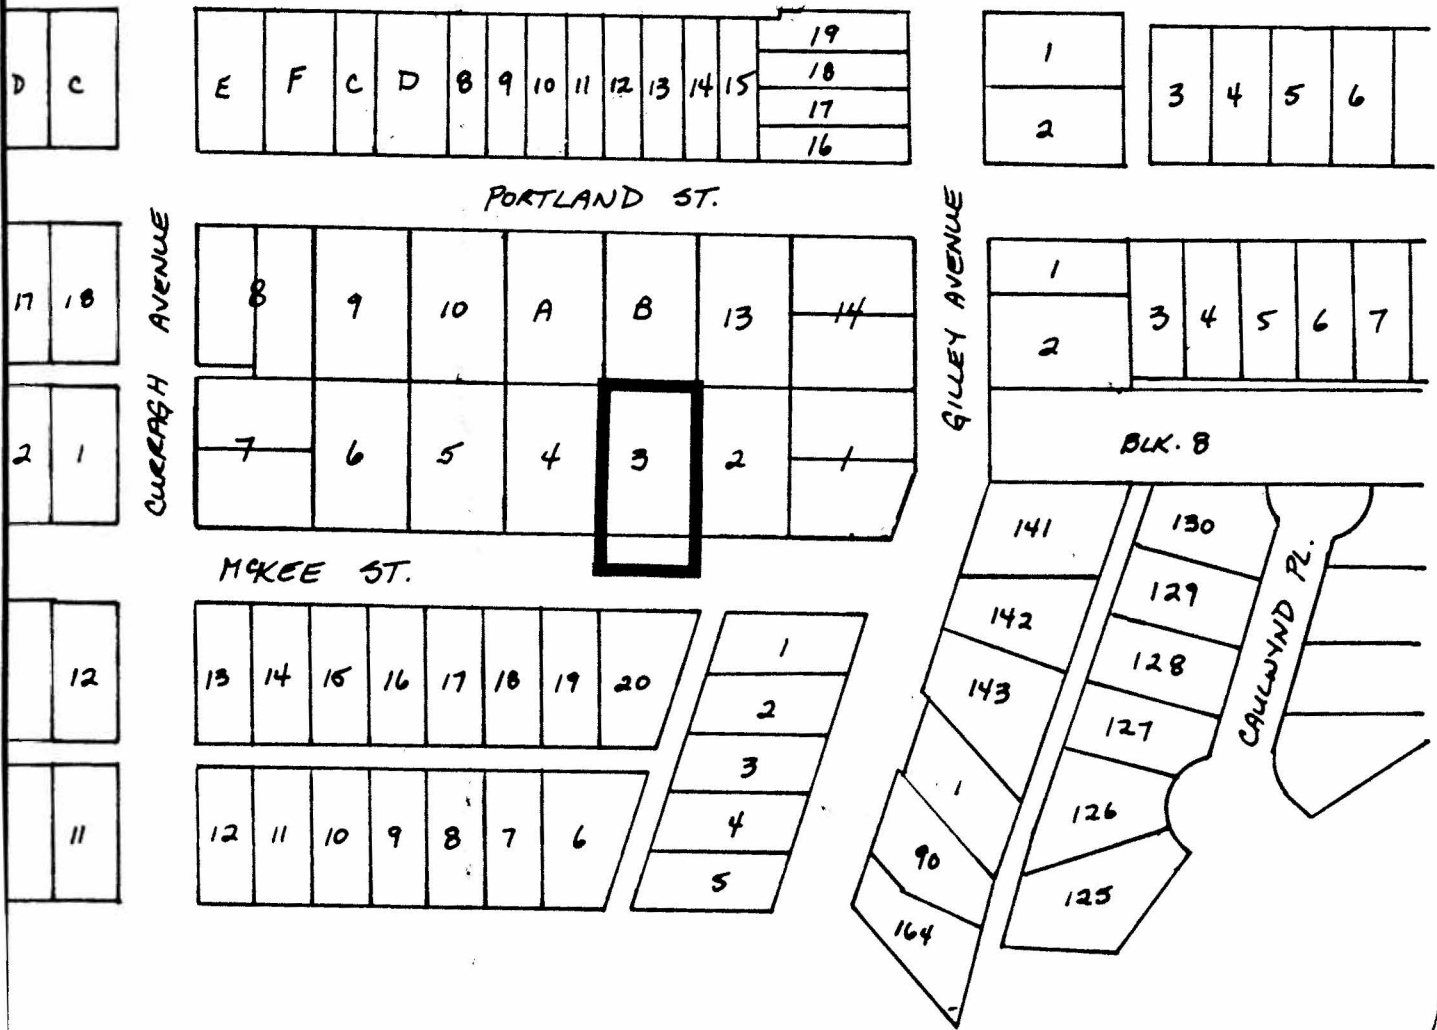 D C E F C D 8 9 10 11 12 13 14 15
19
18
17
16
1
2
3 4 5 6
PORTLAND ST.
CURRAGH AVENUE
GILLEY AVENUE
17 18 8 9 10 A B 13 14
1
2
3 4 5 6 7
2 1 7 6 5 4 3 2 1
BLK. 8
McKEE ST.
141
142
143
1
90
164
130
129
128
127
126
125
CAULWYND PL.
12 13 14 15 16 17 18 19 20
1
2
3
4
5
11 12 11 10 9 8 7 6